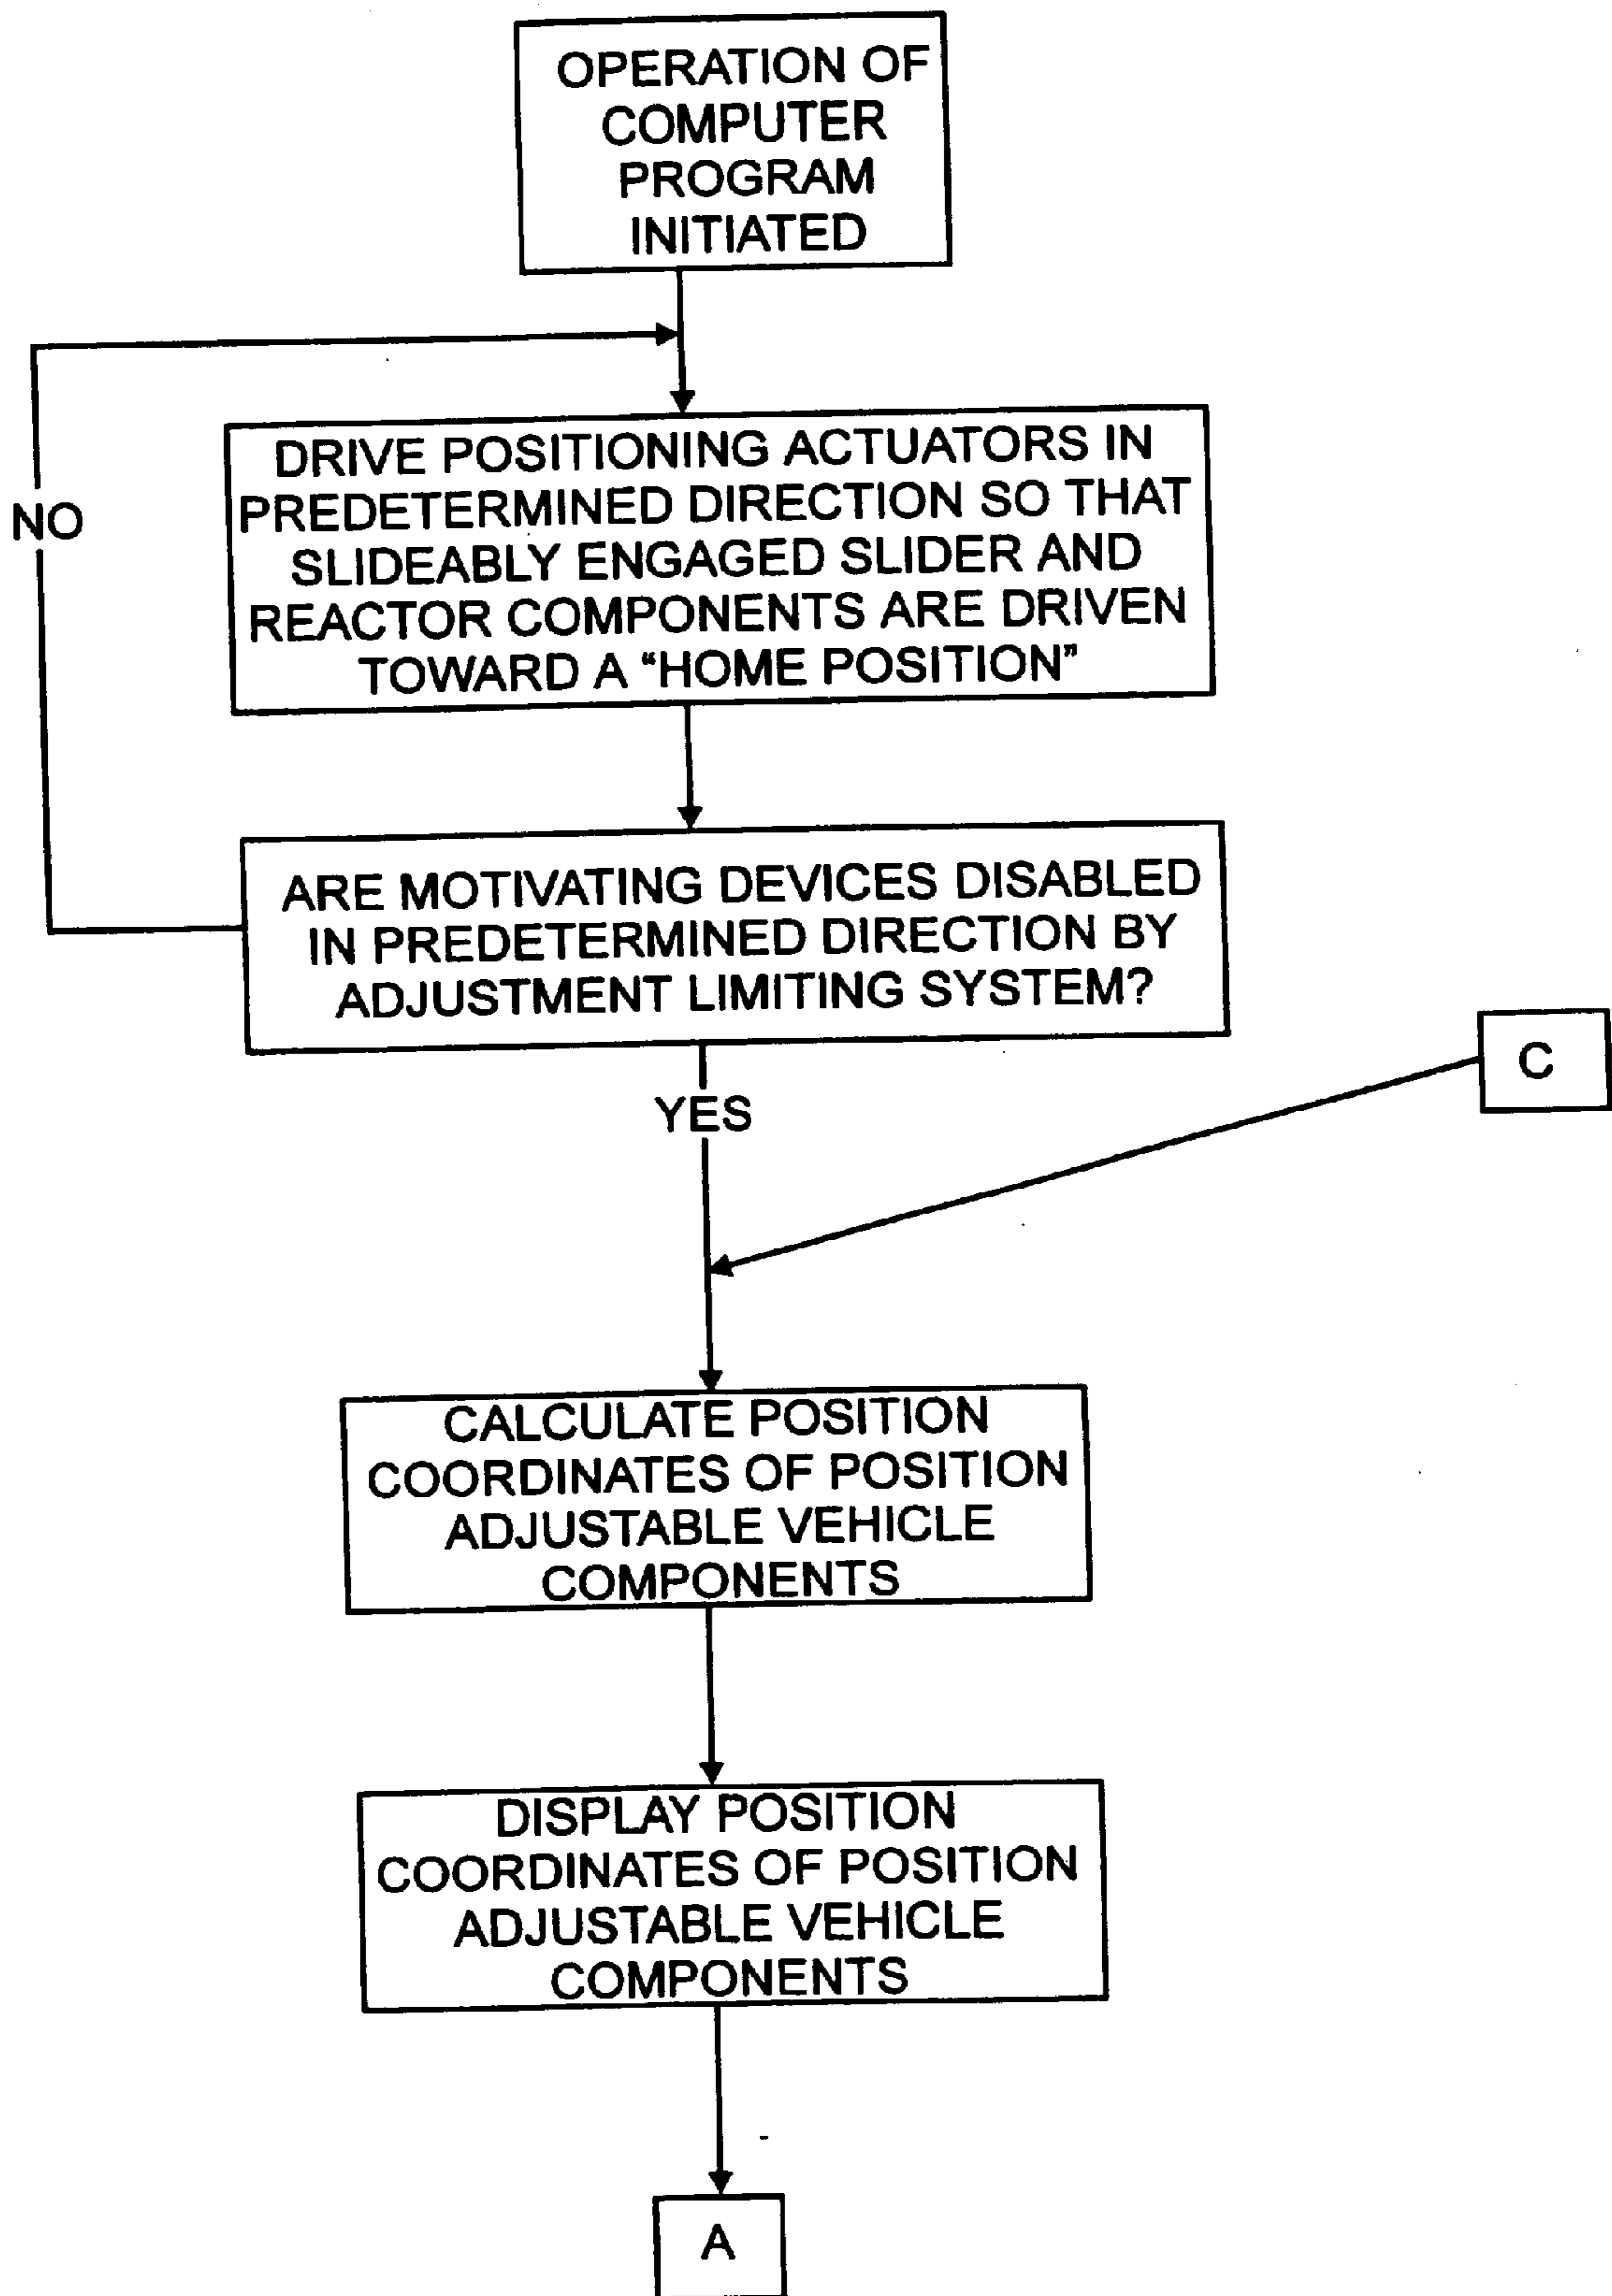 OPERATION OF
COMPUTER
PROGRAM
INITIATED
DRIVE POSITIONING ACTUATORS IN
PREDETERMINED DIRECTION SO THAT
SLIDEABLY ENGAGED SLIDER AND
REACTOR COMPONENTS ARE DRIVEN
TOWARD A “HOME POSITION”
NO
ARE MOTIVATING DEVICES DISABLED
IN PREDETERMINED DIRECTION BY
ADJUSTMENT LIMITING SYSTEM?
C
YES
CALCULATE POSITION
COORDINATES OF POSITION
ADJUSTABLE VEHICLE
COMPONENTS
DISPLAY POSITION
COORDINATES OF POSITION
ADJUSTABLE VEHICLE
COMPONENTS
A